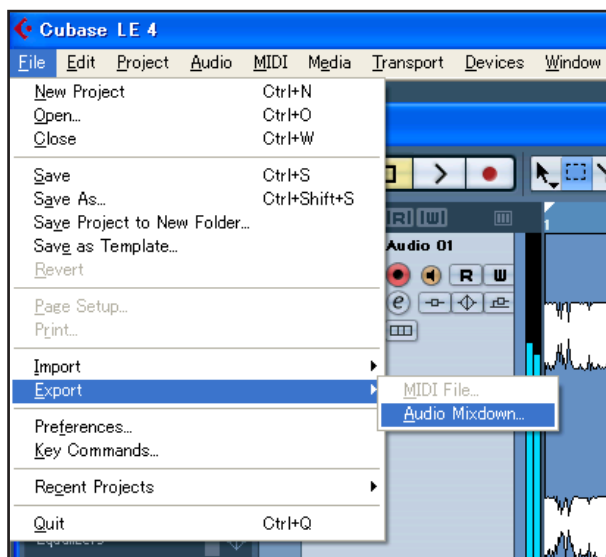 Cubase LE 4
File Edit Project Audio MIDI Media Transport Devices Window
New Project Ctrl+N
Open... Ctrl+O
Close Ctrl+W
Save Ctrl+S
Save As... Ctrl+Shift+S
Save Project to New Folder...
Save as Template...
Revert
Page Setup...
Print...
Import
Export
MIDI File...
Audio Mixdown...
Preferences...
Key Commands...
Recent Projects
Quit Ctrl+Q
1
Audio 01
R W
e